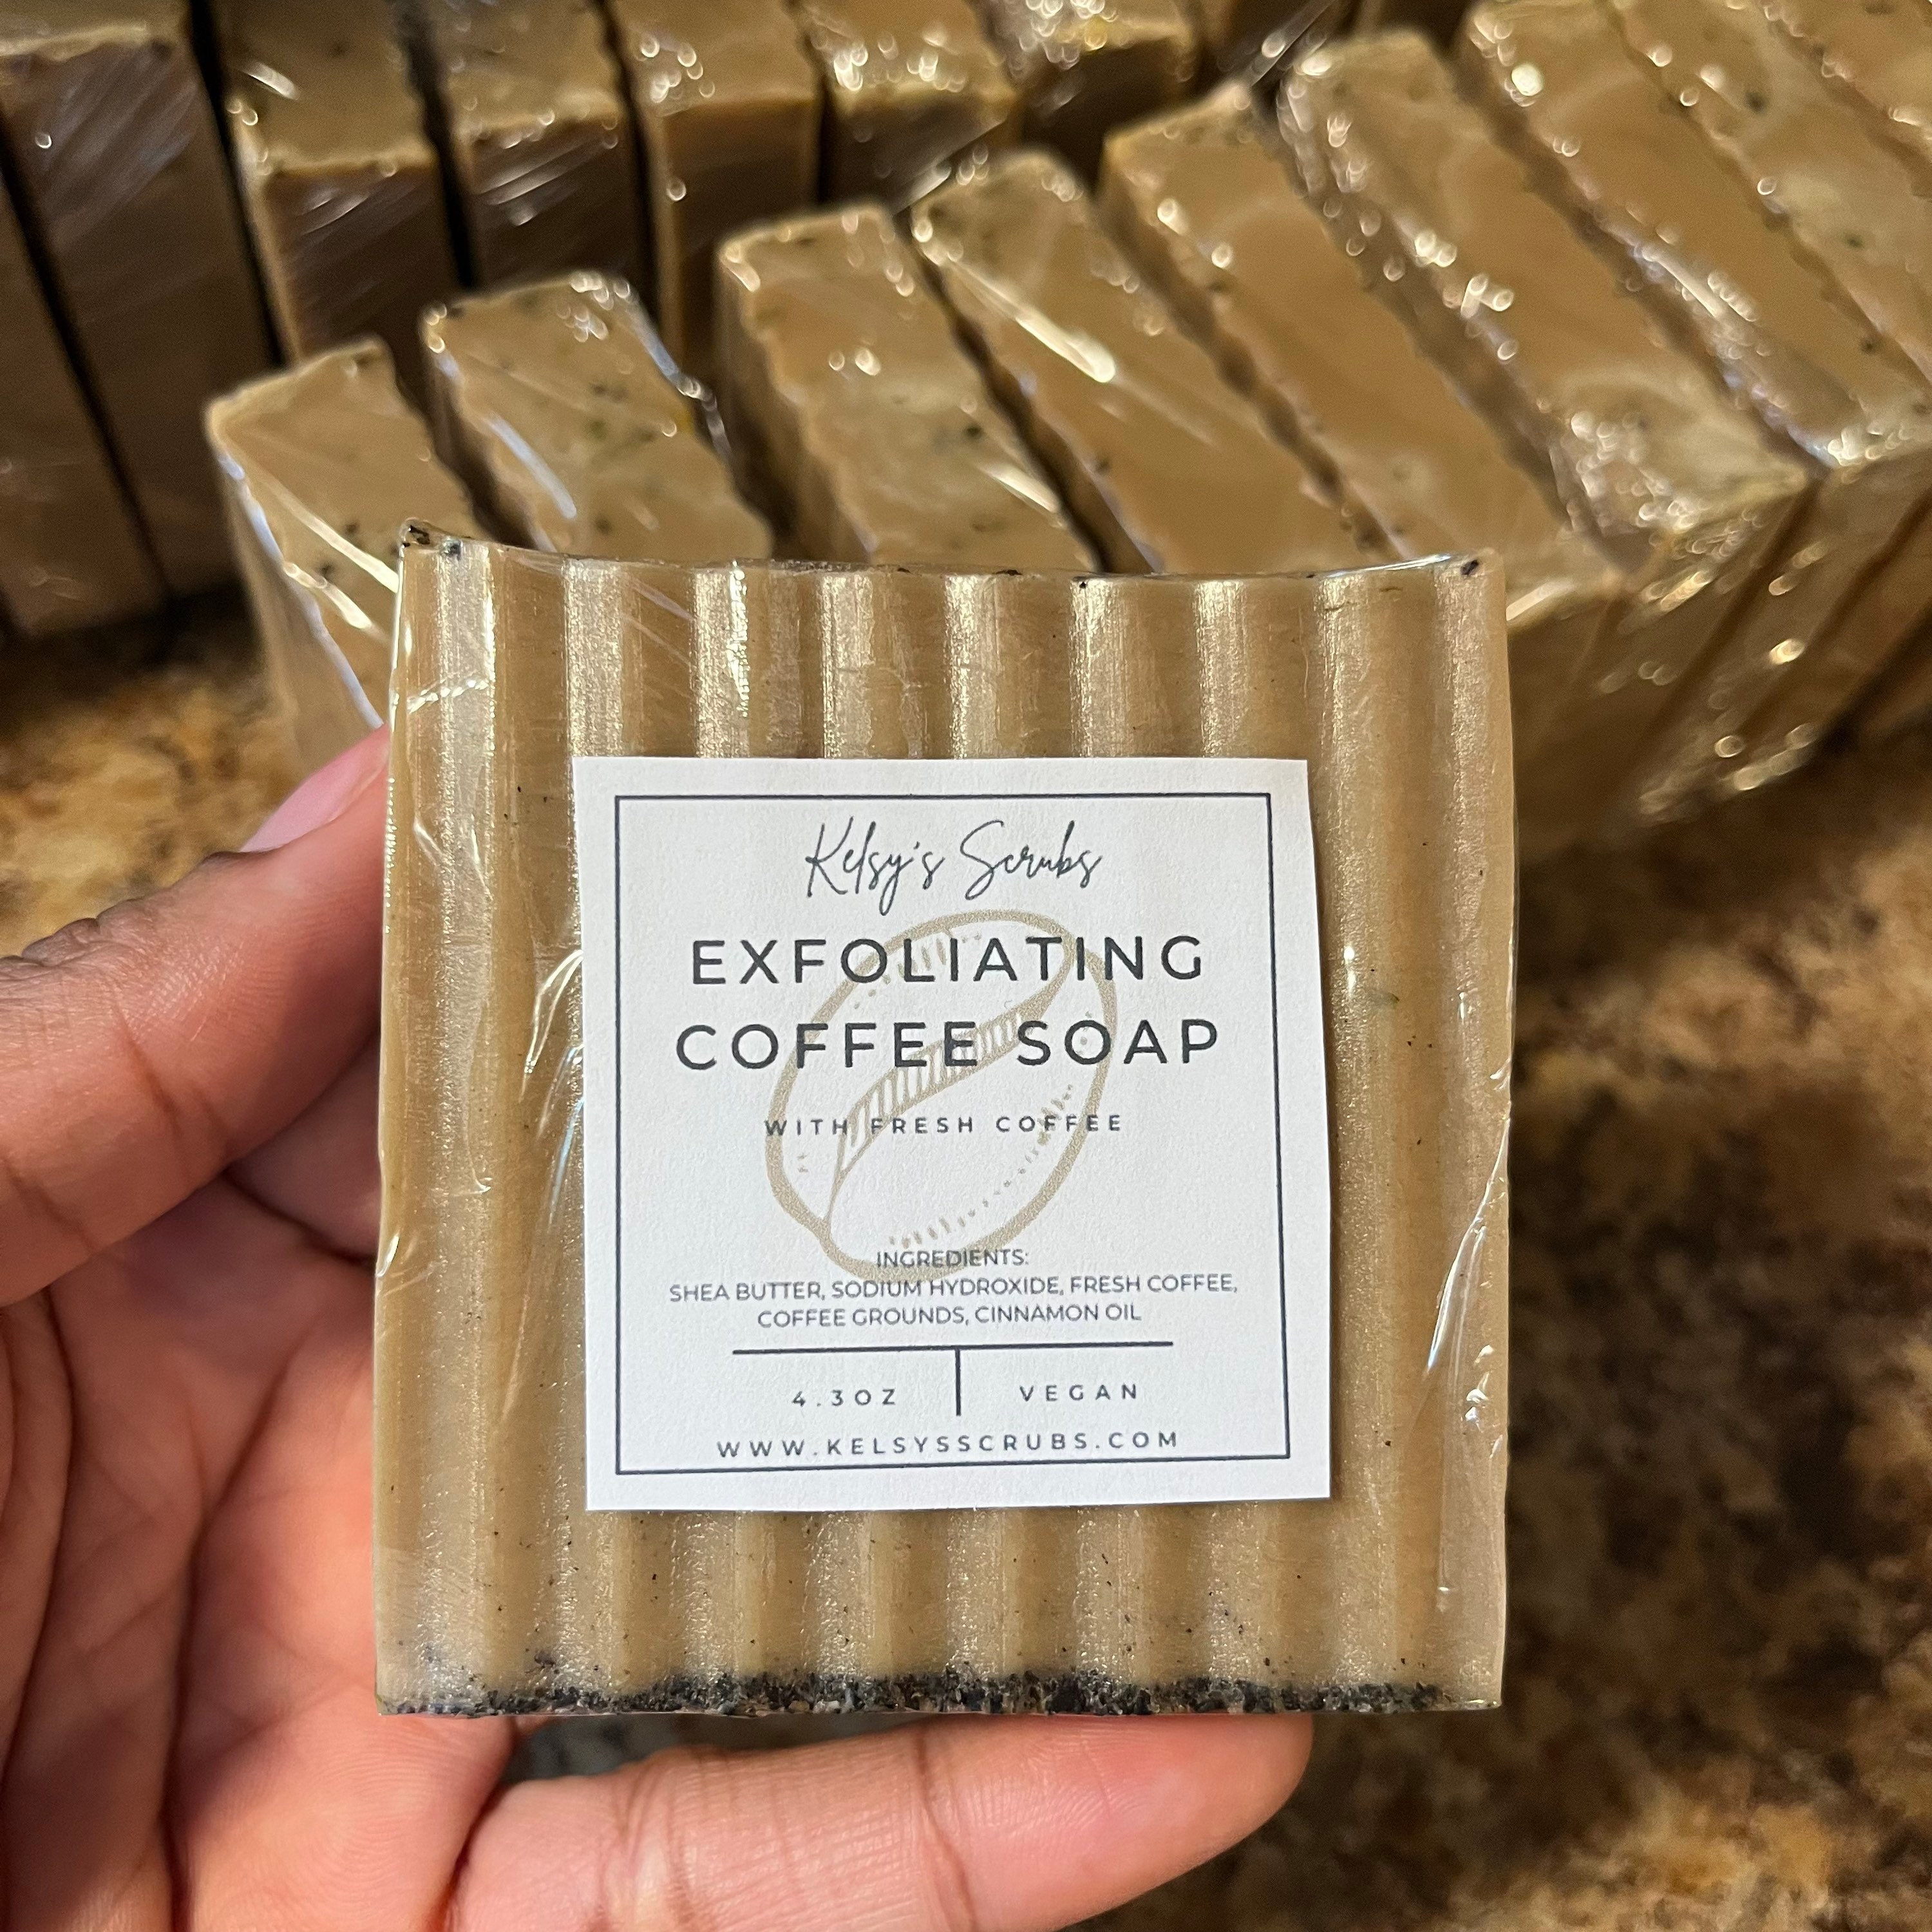 Kelsy's Scrubs
EXFOLIATING
COFFEE SOAP
WITH FRESH COFFEE
INGREDIENTS:
SHEA BUTTER, SODIUM HYDROXIDE, FRESH COFFEE,
COFFEE GROUNDS, CINNAMON OIL
4.3OZ VEGAN
WWW.KELSYSSCRUBS.COM